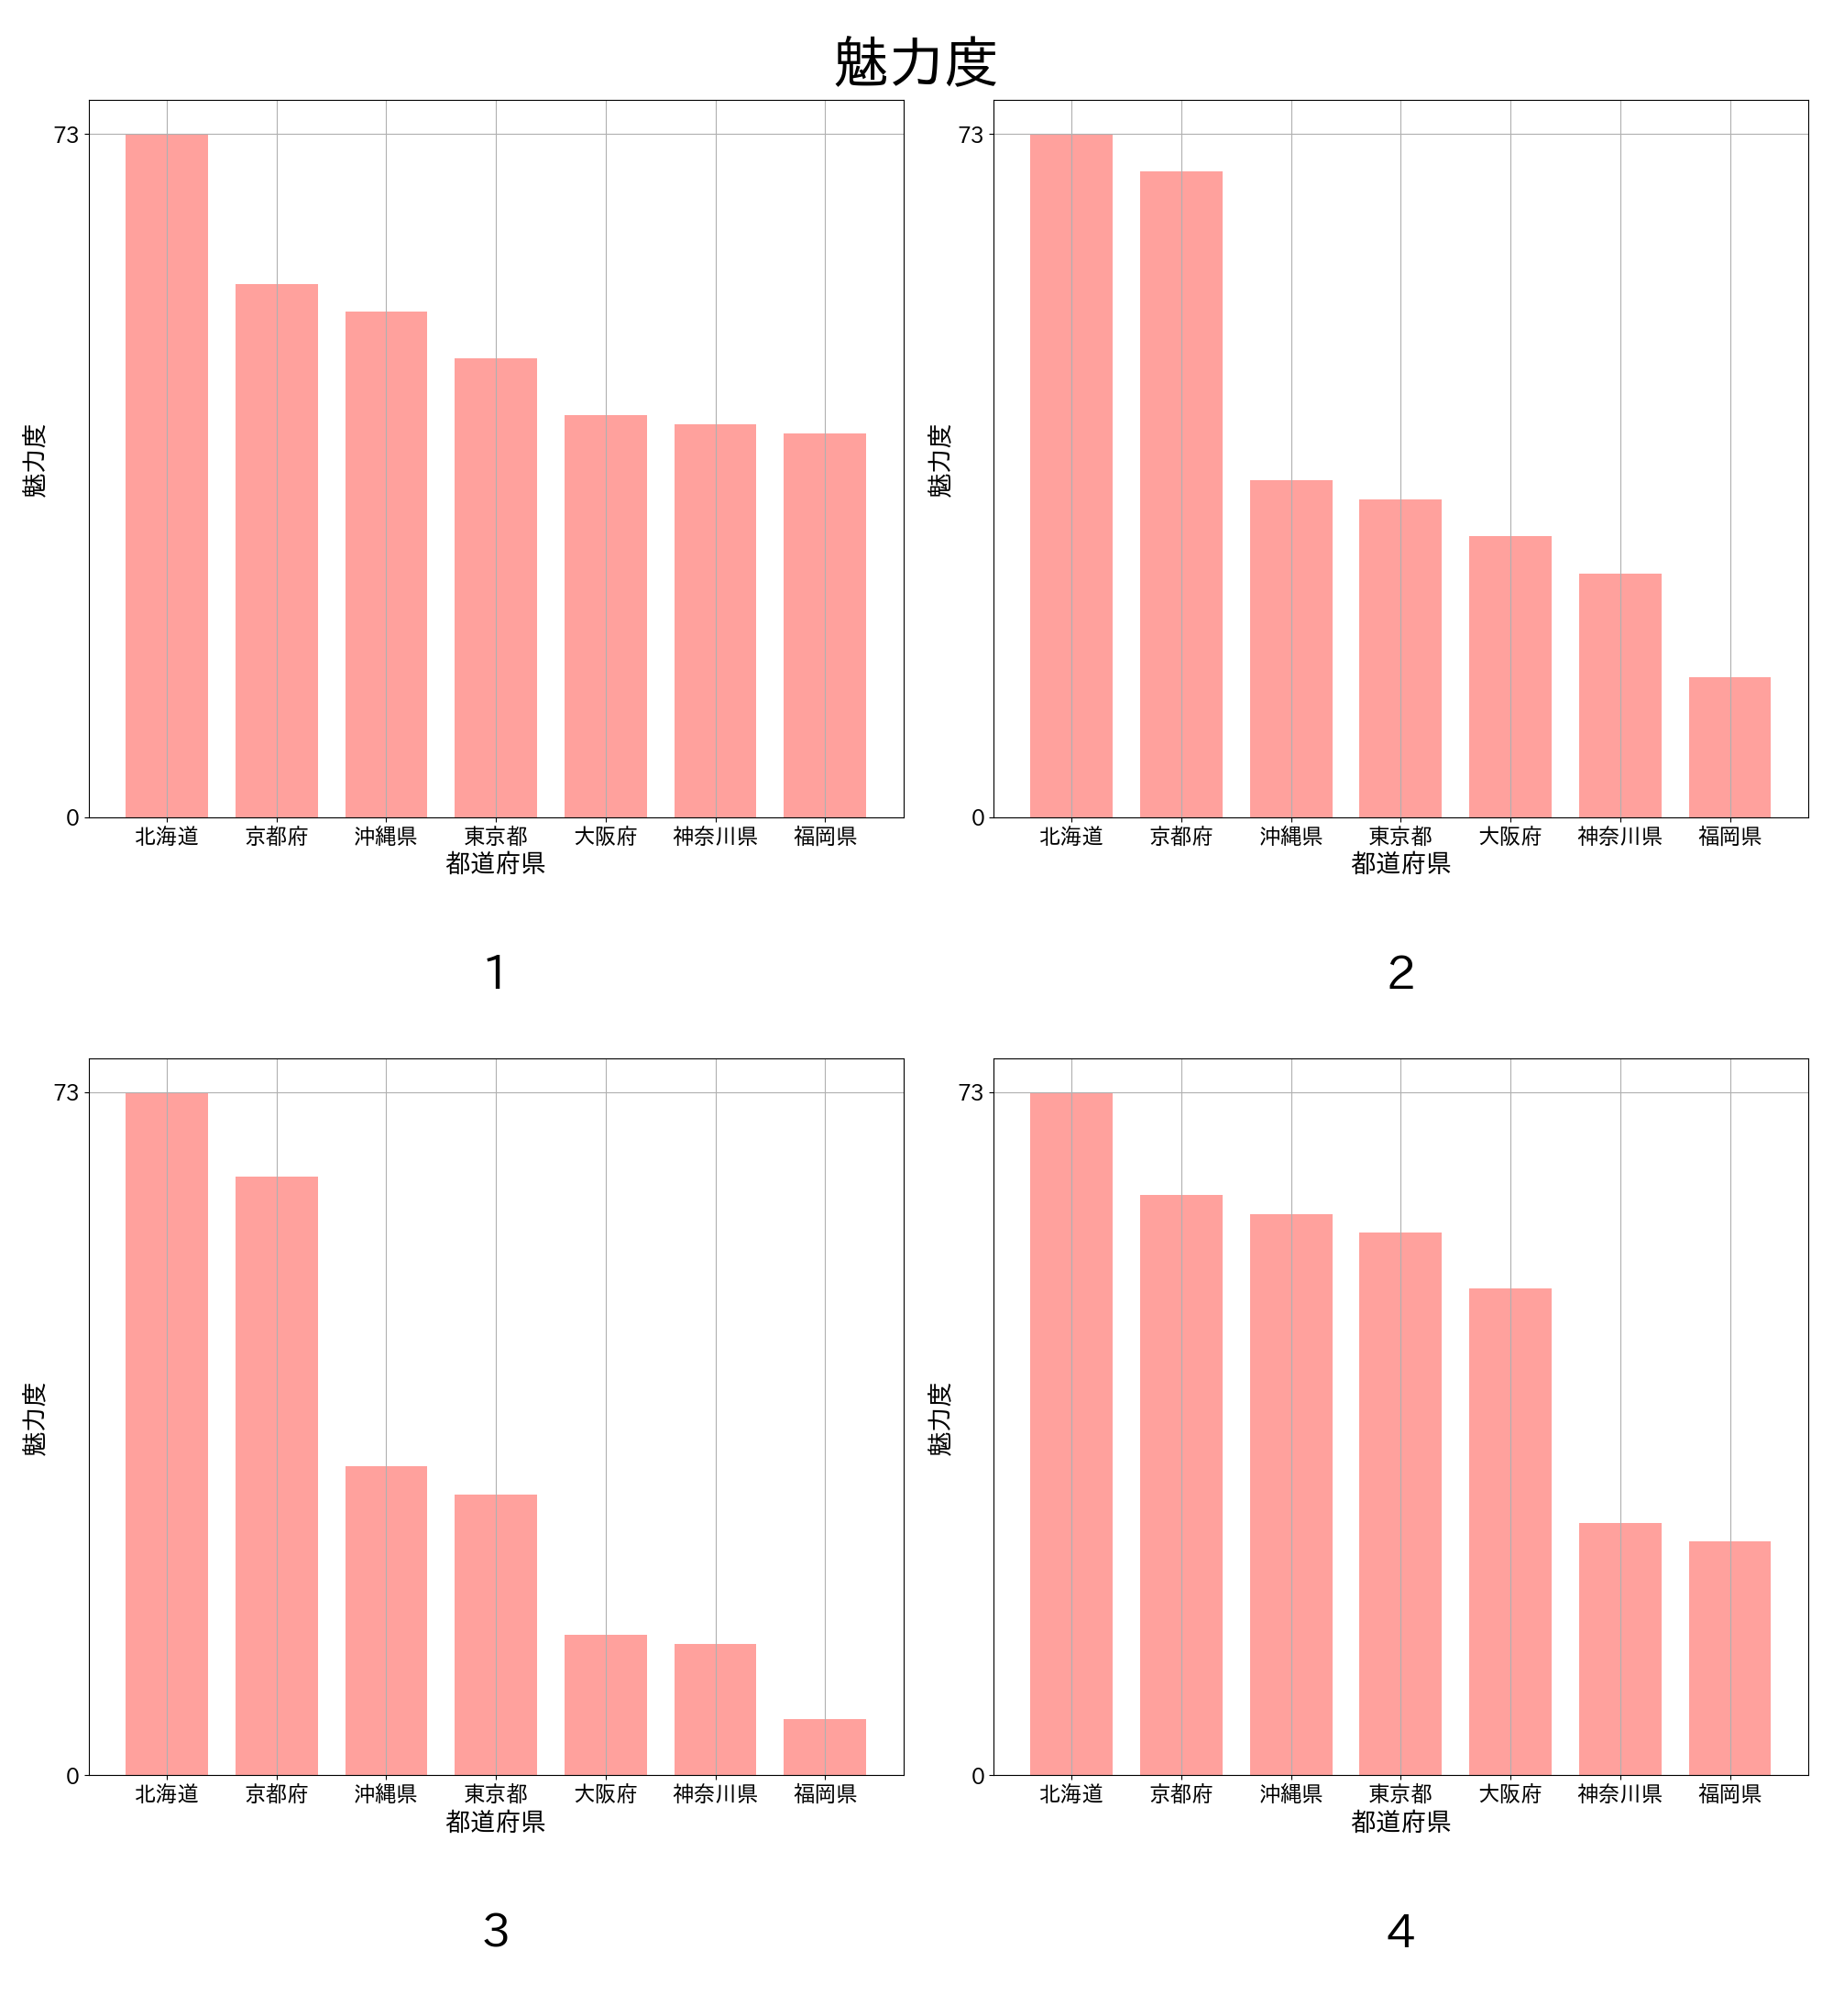 魅力度
73
0
魅力度
北海道 京都府 沖縄県 東京都 大阪府 神奈川県 福岡県
都道府県
1
73
0
魅力度
北海道 京都府 沖縄県 東京都 大阪府 神奈川県 福岡県
都道府県
2
73
0
魅力度
北海道 京都府 沖縄県 東京都 大阪府 神奈川県 福岡県
都道府県
3
73
0
魅力度
北海道 京都府 沖縄県 東京都 大阪府 神奈川県 福岡県
都道府県
4